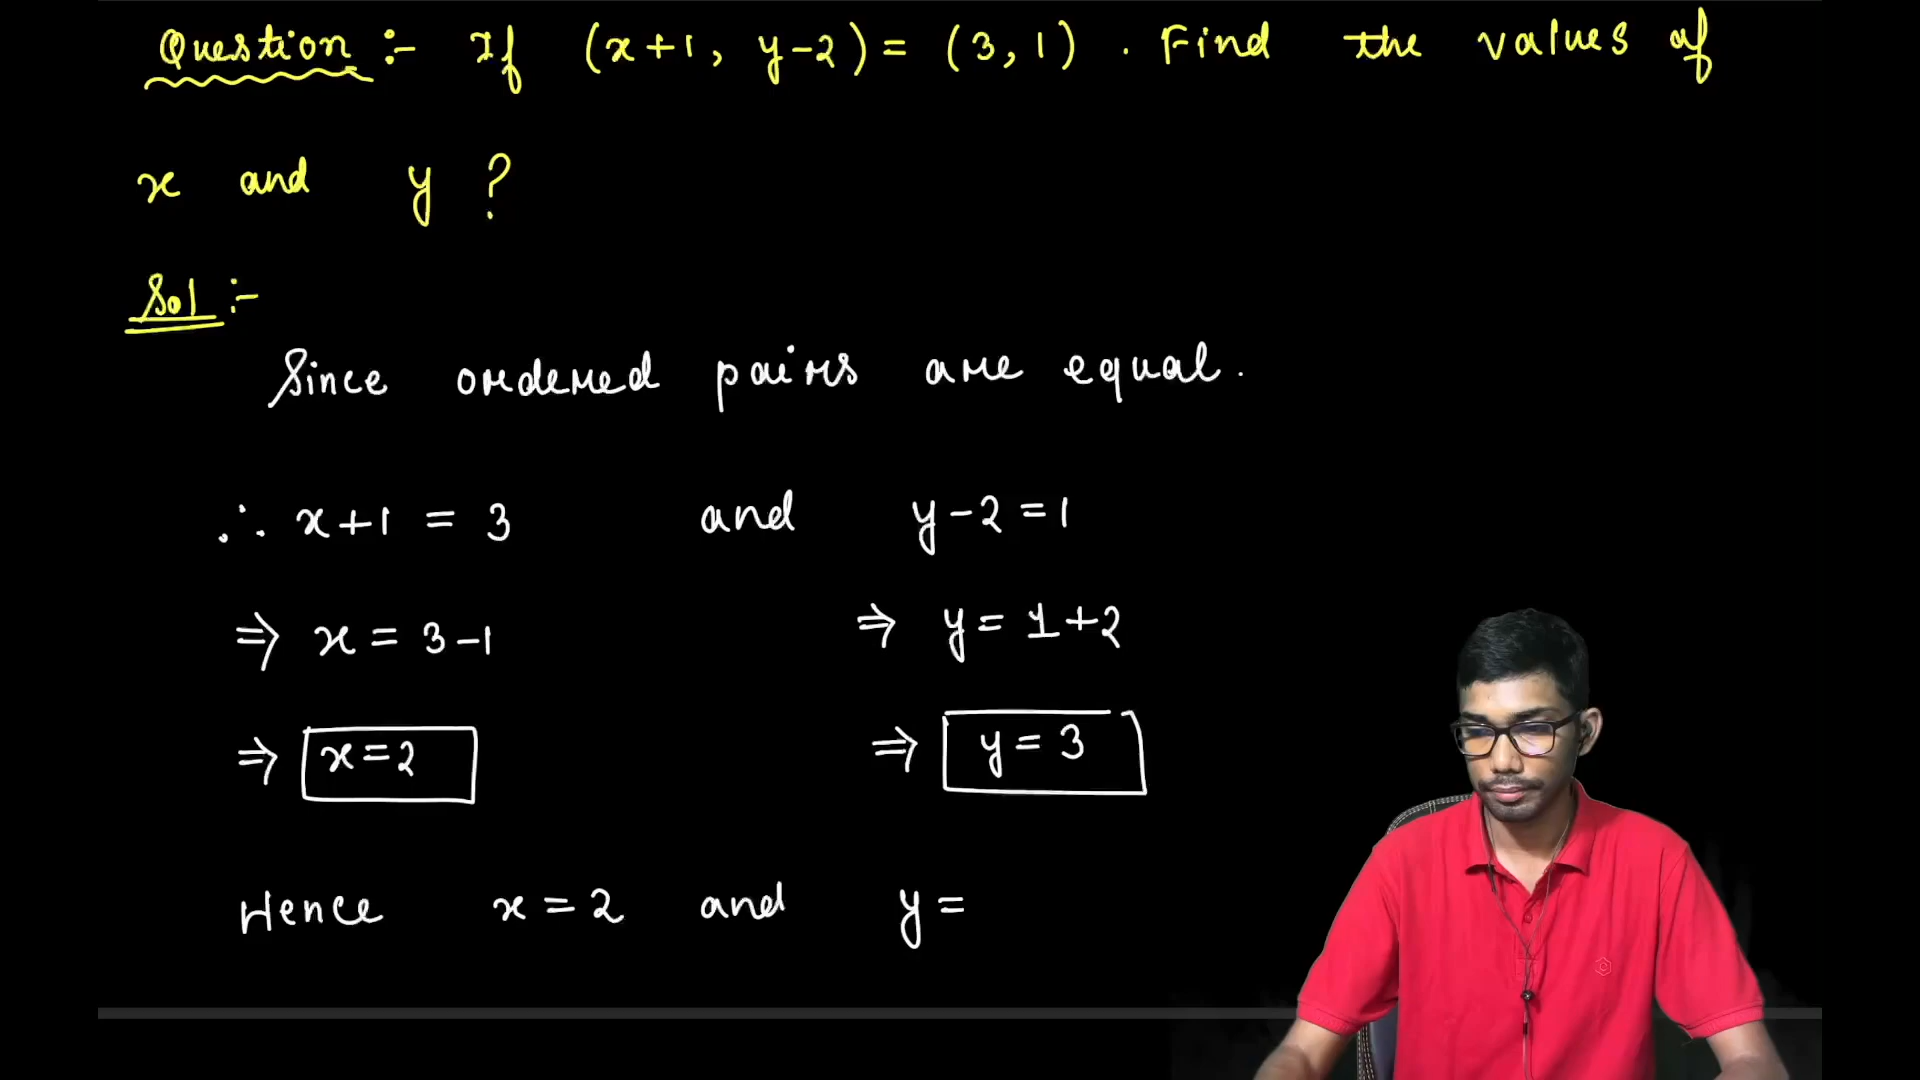 Question :- If (x+1, y-2) = (3, 1) . Find the values of
x and y ?
Sol :-
Since ordered pairs are equal.
∴ x+1 = 3 and y-2 = 1
⇒ x = 3-1 ⇒ y = 1+2
⇒ x=2 ⇒ y = 3
Hence x = 2 and y =